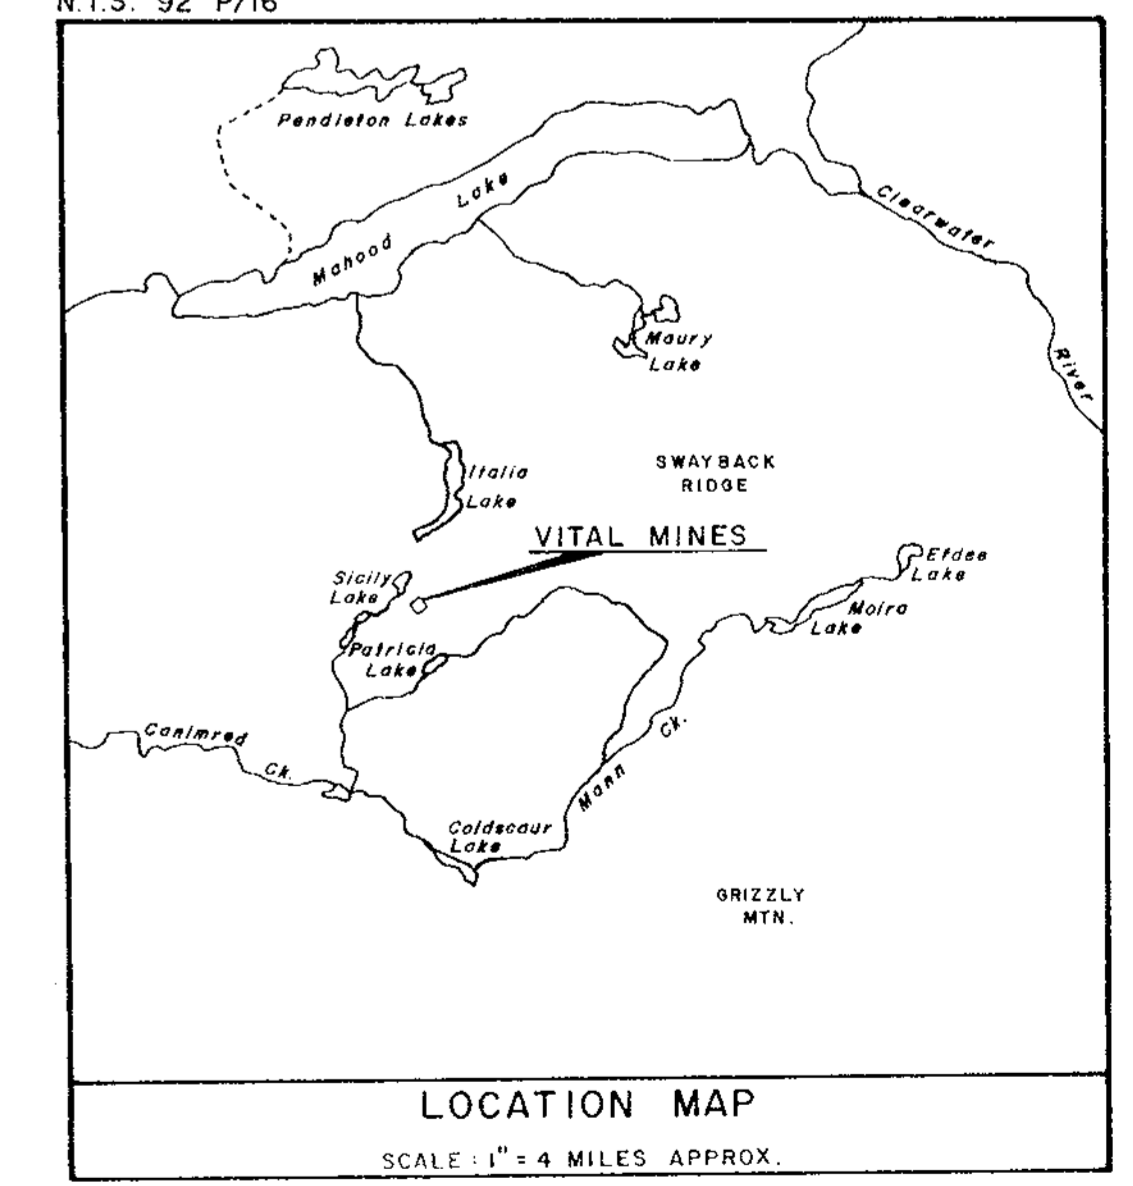 N.T.S. 92 P/16
Pendleton Lakes
Mahood Lake
Clearwater River
Maury
Lake
Italia
Lake
SWAYBACK
RIDGE
VITAL MINES
Sicily
Lake
Efdee
Lake
Moira
Lake
Patricia
Lake
Canimred Ck.
Mann Ck.
Coldscaur
Lake
GRIZZLY
MTN.
LOCATION MAP
SCALE : 1" = 4 MILES APPROX.